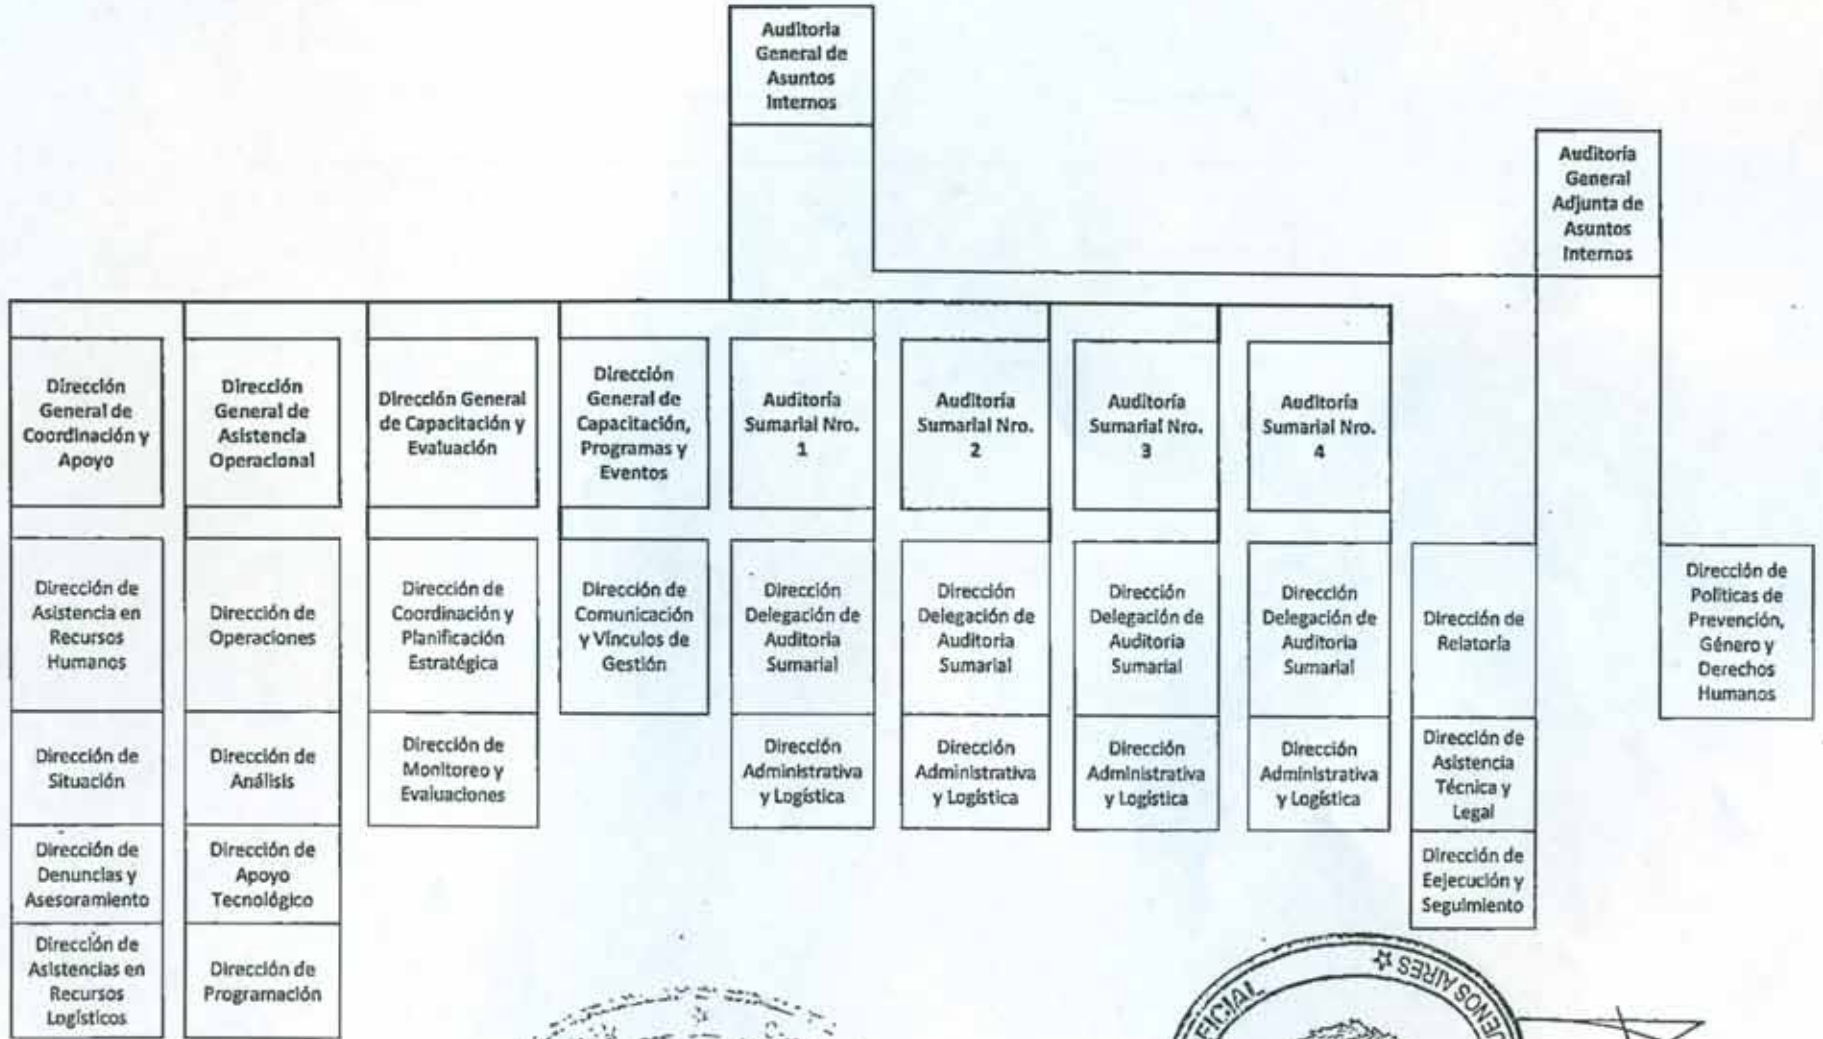 Auditoria
General de
Asuntos
Internos
Auditoría
General
Adjunta de
Asuntos
Internos
Dirección
General de
Coordinación y
Apoyo
Dirección
General de
Asistencia
Operacional
Dirección General
de Capacitación y
Evaluación
Dirección
General de
Capacitación,
Programas y
Eventos
Auditoría
Sumarial Nro.
1
Auditoría
Sumarial Nro.
2
Auditoría
Sumarial Nro.
3
Auditoría
Sumarial Nro.
4
Dirección de
Asistencia en
Recursos
Humanos
Dirección de
Operaciones
Dirección de
Coordinación y
Planificación
Estratégica
Dirección de
Comunicación
y Vínculos de
Gestión
Dirección
Delegación de
Auditoria
Sumarial
Dirección
Delegación de
Auditoria
Sumarial
Dirección
Delegación de
Auditoria
Sumarial
Dirección
Delegación de
Auditoria
Sumarial
Dirección de
Relatoría
Dirección de
Políticas de
Prevención,
Género y
Derechos
Humanos
Dirección de
Situación
Dirección de
Análisis
Dirección de
Monitoreo y
Evaluaciones
Dirección
Administrativa
y Logística
Dirección
Administrativa
y Logística
Dirección
Administrativa
y Logística
Dirección
Administrativa
y Logística
Dirección de
Asistencia
Técnica y
Legal
Dirección de
Denuncias y
Asesoramiento
Dirección de
Apoyo
Tecnológico
Dirección de
Eejecución y
Seguimiento
Dirección de
Asistencias en
Recursos
Logísticos
Dirección de
Programación
AIRES